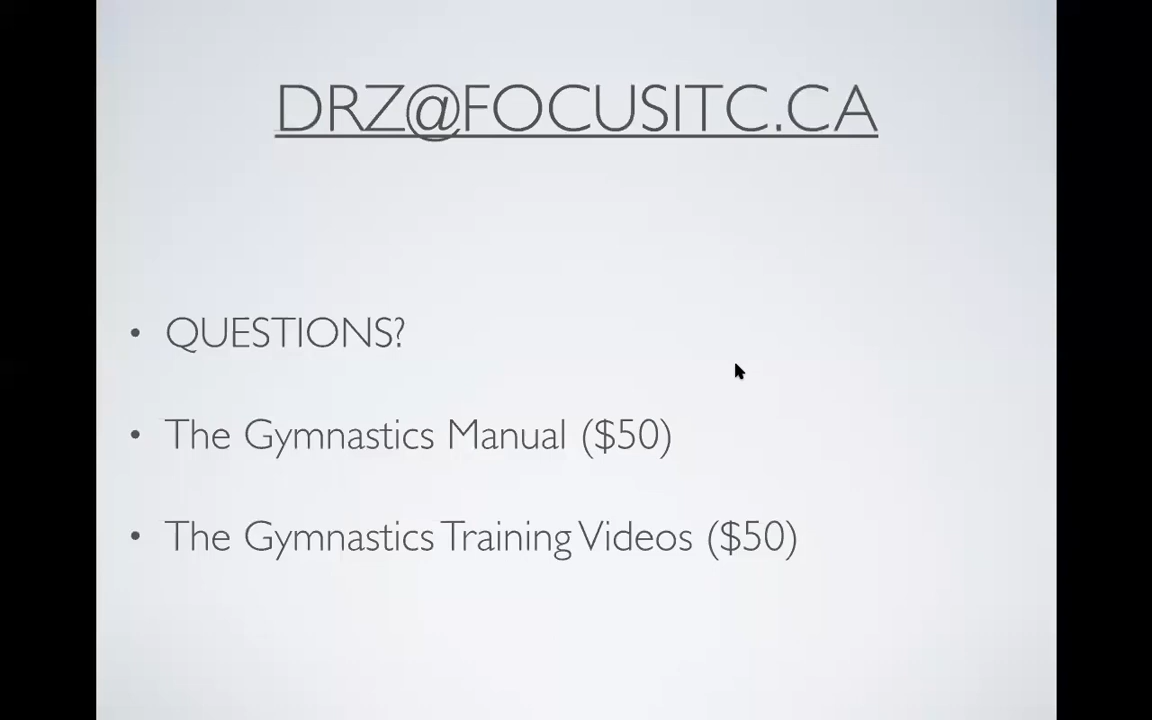 DRZ@FOCUSITC.CA
• QUESTIONS?
• The Gymnastics Manual ($50)
• The Gymnastics Training Videos ($50)